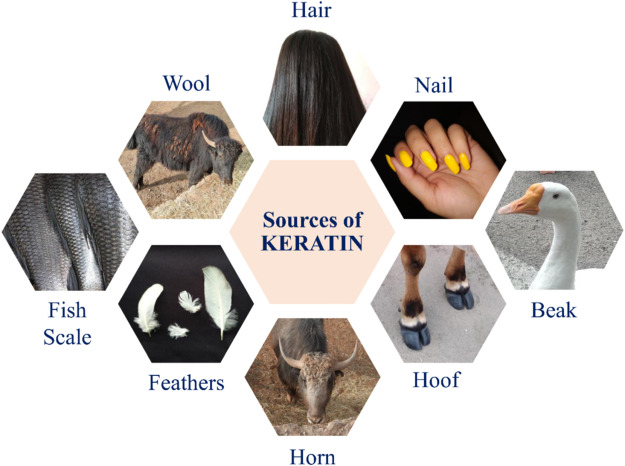 Hair
Wool
Nail
Sources of
KERATIN
Fish
Scale
Beak
Feathers
Hoof
Horn